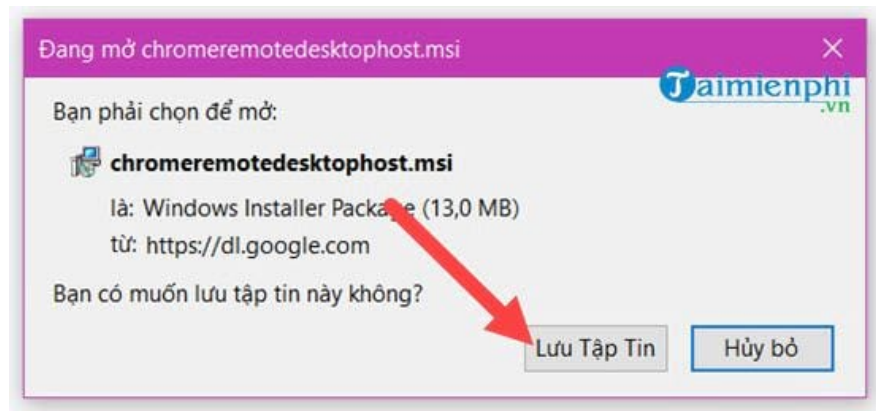 Đang mở chromeremotedesktophost.msi
Taimienphi
.vn
Bạn phải chọn để mở:
chromeremotedesktophost.msi
là: Windows Installer Package (13,0 MB)
từ: https://dl.google.com
Bạn có muốn lưu tập tin này không?
Lưu Tập Tin
Hủy bỏ